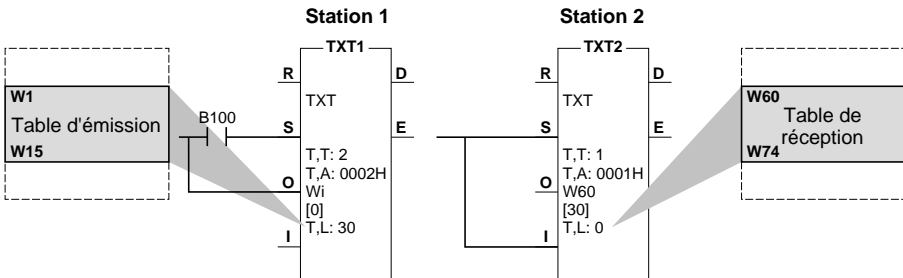 Station 1
Station 2
TXT1
TXT2
W1
Table d'émission
W15
B100
R
S
O
I
D
E
TXT
T,T: 2
T,A: 0002H
Wi
[0]
T,L: 30
R
S
O
I
D
E
TXT
T,T: 1
T,A: 0001H
W60
[30]
T,L: 0
W60
Table de
réception
W74